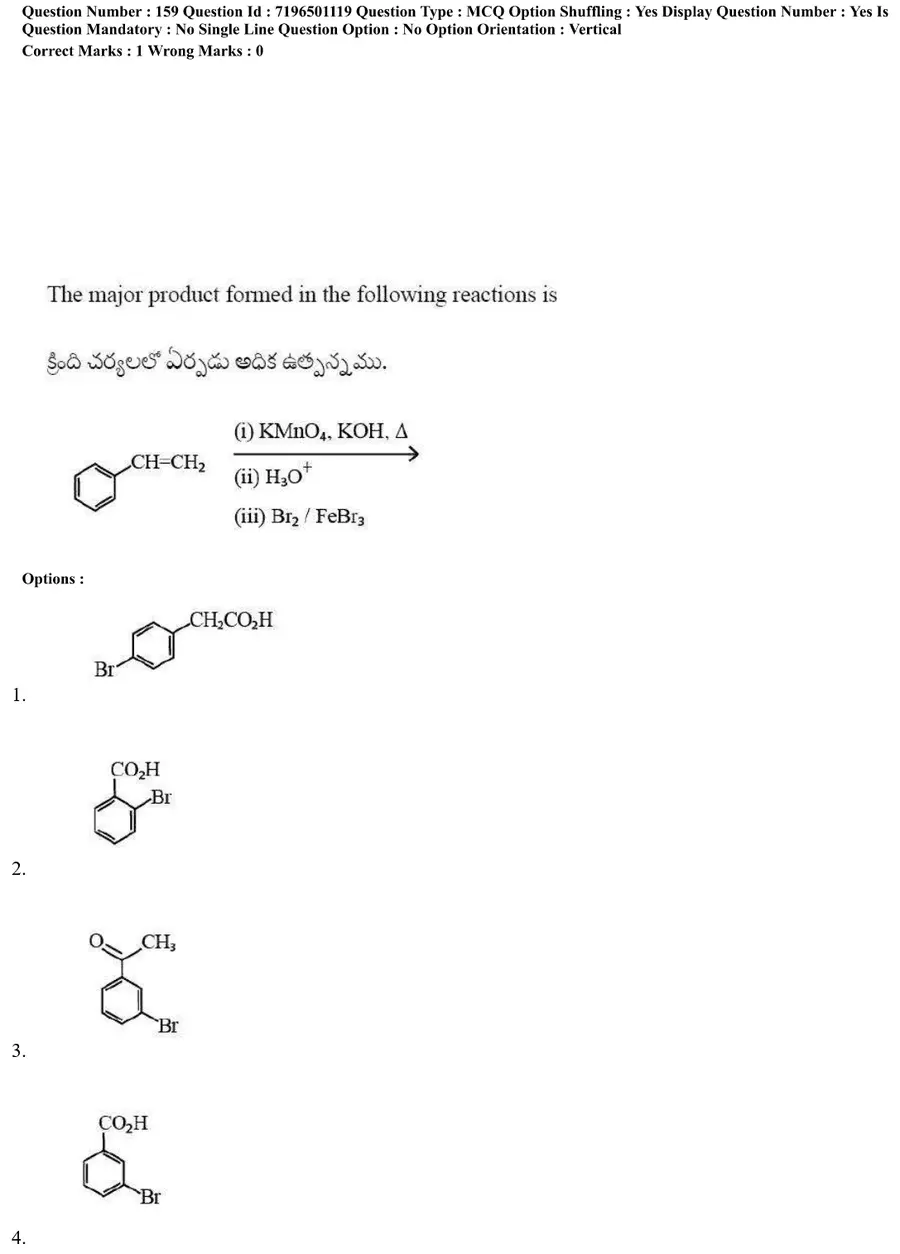 Question Number : 159 Question Id : 7196501119 Question Type : MCQ Option Shuffling : Yes Display Question Number : Yes Is
Question Mandatory : No Single Line Question Option : No Option Orientation : Vertical
Correct Marks : 1 Wrong Marks : 0
The major product formed in the following reactions is
క్రింది చర్యలలో ఏర్పడు అధిక ఉత్పన్నము.
(i) KMnO₄, KOH, Δ
CH=CH₂
(ii) H₃O⁺
(iii) Br₂ / FeBr₃
Options :
CH₂CO₂H
Br
1.
CO₂H
Br
2.
O CH₃
Br
3.
CO₂H
Br
4.